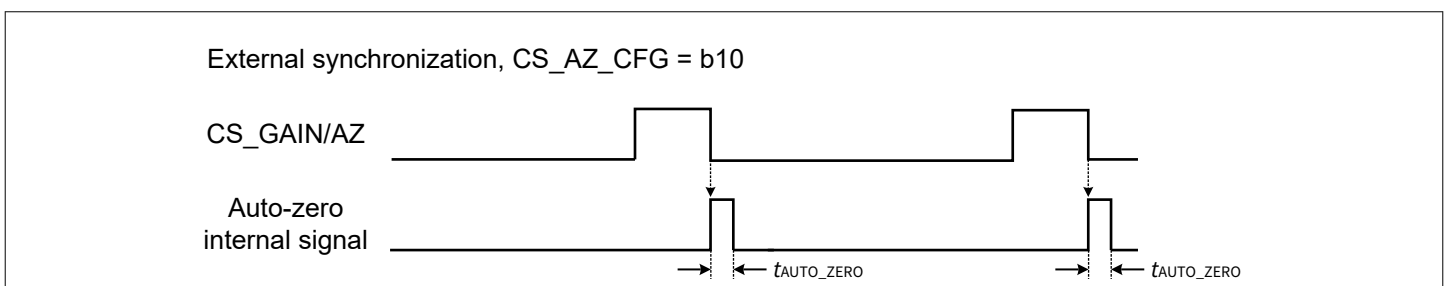 External synchronization, CS_AZ_CFG = b10
CS_GAIN/AZ
Auto-zero
internal signal
tAUTO_ZERO
tAUTO_ZERO